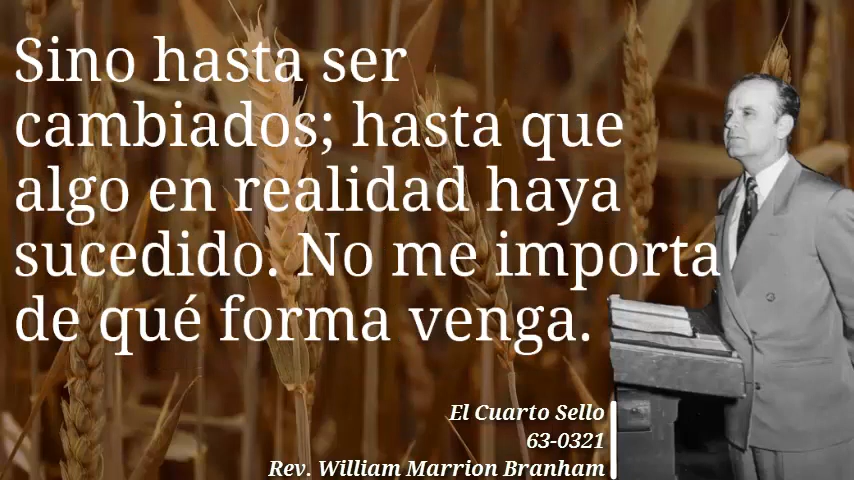 Sino hasta ser
cambiados; hasta que
algo en realidad haya
sucedido. No me importa
de qué forma venga.
El Cuarto Sello
63-0321
Rev. William Marrion Branham